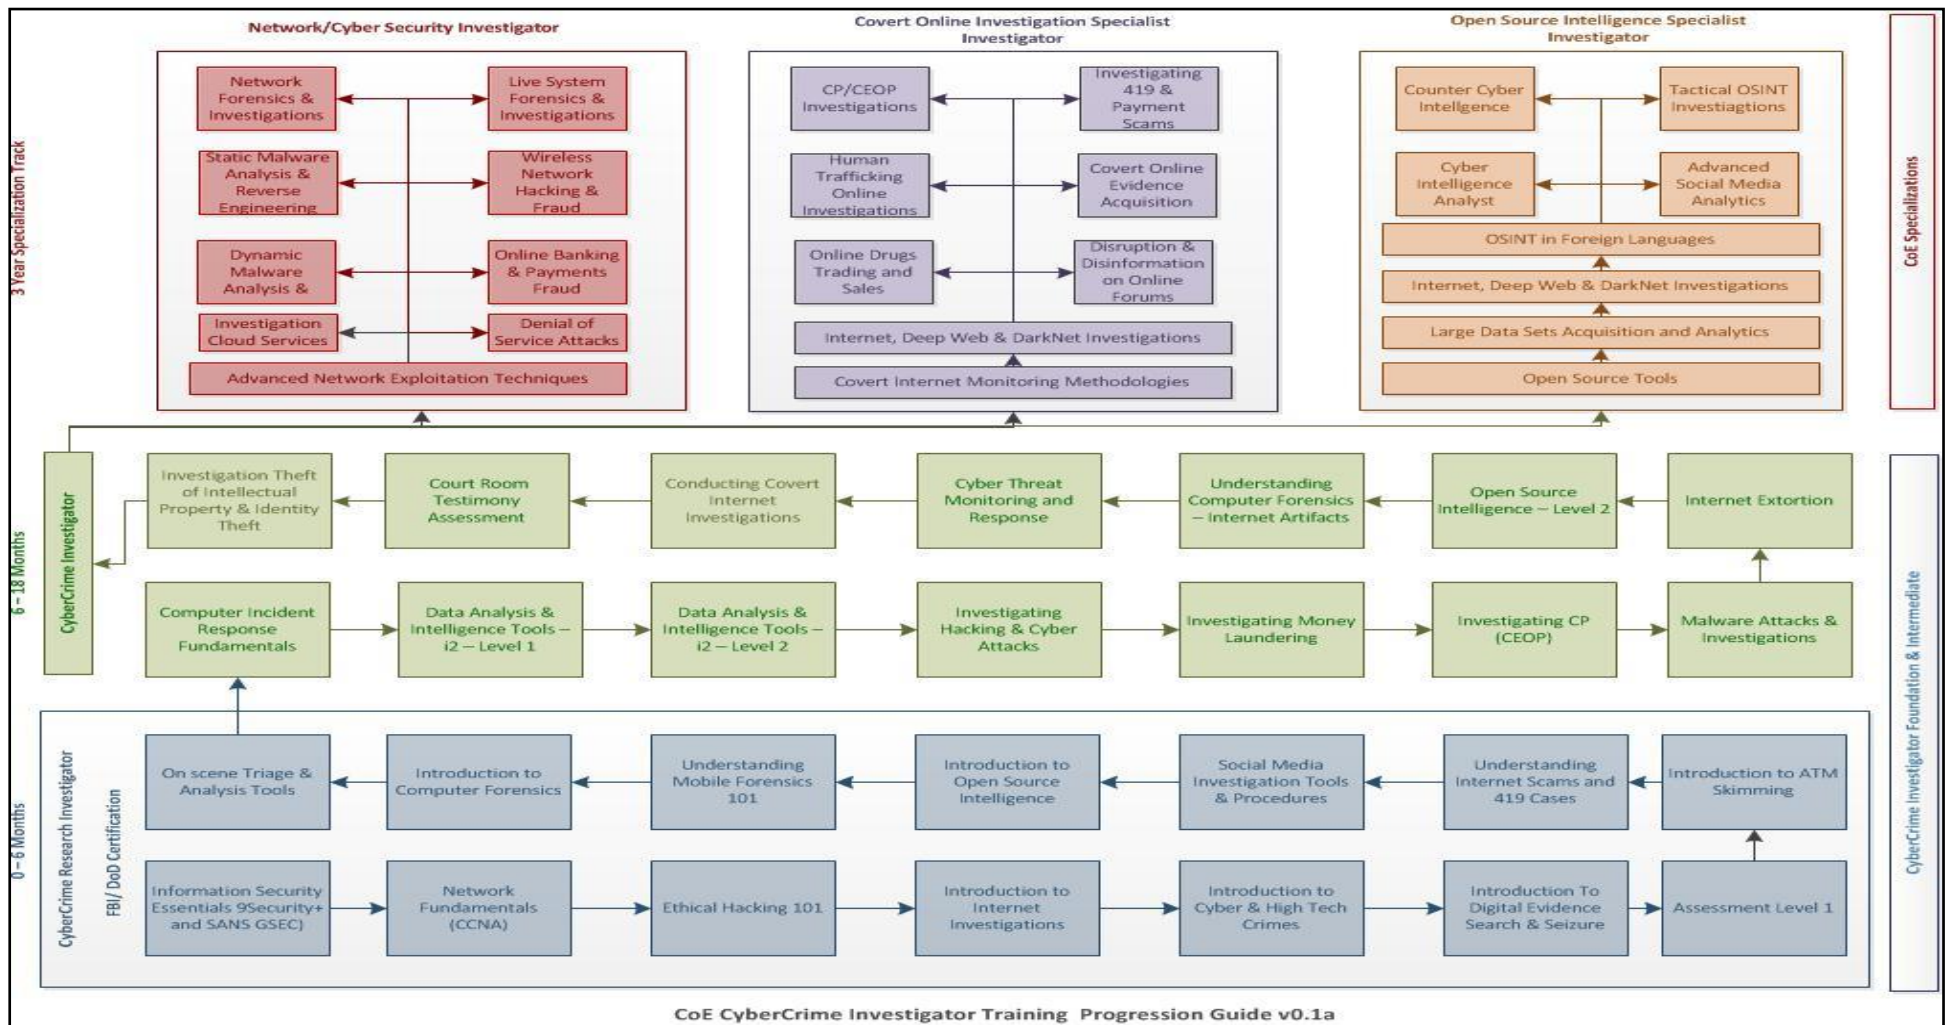 Network/Cyber Security Investigator
Covert Online Investigation Specialist
Investigator
Open Source Intelligence Specialist
Investigator
3 Year Specialization Track
Network
Forensics &
Investigations
Live System
Forensics &
Investigations
Static Malware
Analysis &
Reverse
Engineering
Wireless
Network
Hacking &
Fraud
Dynamic
Malware
Analysis &
Online Banking
& Payments
Fraud
Investigation
Cloud Services
Denial of
Service Attacks
Advanced Network Exploitation Techniques
CP/CEOP
Investigations
Investigating
419 &
Payment
Scams
Human
Trafficking
Online
Investigations
Covert Online
Evidence
Acquisition
Online Drugs
Trading and
Sales
Disruption &
Disinformation
on Online
Forums
Internet, Deep Web & DarkNet Investigations
Covert Internet Monitoring Methodologies
Counter Cyber
Intellgence
Tactical OSINT
Investiagtions
Cyber
Intelligence
Analyst
Advanced
Social Media
Analytics
OSINT in Foreign Languages
Internet, Deep Web & DarkNet Investigations
Large Data Sets Acquisition and Analytics
Open Source Tools
CoE Specializations
6 – 18 Months
CyberCrime Investigator
Investigation Theft
of Intellectual
Property & Identity
Theft
Court Room
Testimony
Assessment
Conducting Covert
Internet
Investigations
Cyber Threat
Monitoring and
Response
Understanding
Computer Forensics
– Internet Artifacts
Open Source
Intelligence – Level 2
Internet Extortion
Computer Incident
Response
Fundamentals
Data Analysis &
Intelligence Tools –
i2 – Level 1
Data Analysis &
Intelligence Tools –
i2 – Level 2
Investigating
Hacking & Cyber
Attacks
Investigating Money
Laundering
Investigating CP
(CEOP)
Malware Attacks &
Investigations
CyberCrime Investigator Foundation & Intermediate
0 – 6 Months
CyberCrime Research Investigator
FBI/ DoD Certification
On scene Triage &
Analysis Tools
Introduction to
Computer Forensics
Understanding
Mobile Forensics
101
Introduction to
Open Source
Intelligence
Social Media
Investigation Tools
& Procedures
Understanding
Internet Scams and
419 Cases
Introduction to ATM
Skimming
Information Security
Essentials 9Security+
and SANS GSEC)
Network
Fundamentals
(CCNA)
Ethical Hacking 101
Introduction to
Internet
Investigations
Introduction to
Cyber & High Tech
Crimes
Introduction To
Digital Evidence
Search & Seizure
Assessment Level 1
CoE CyberCrime Investigator Training Progression Guide v0.1a